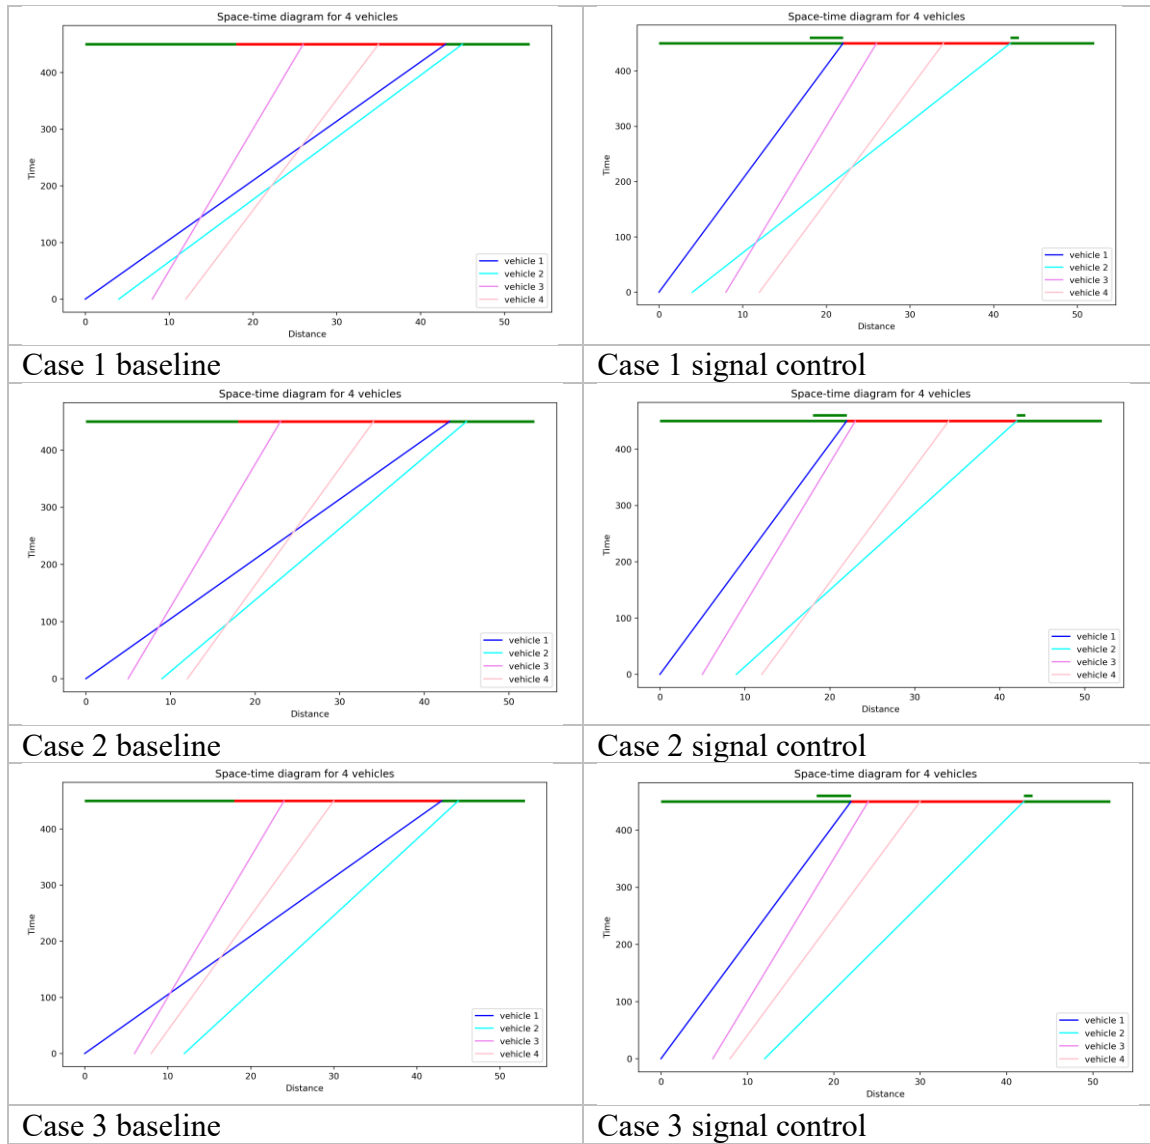 Space-time diagram for 4 vehicles
400
300
200
100
0
Time
0 10 20 30 40 50
Distance
vehicle 1
vehicle 2
vehicle 3
vehicle 4
Case 1 baseline
Space-time diagram for 4 vehicles
400
300
200
100
0
Time
0 10 20 30 40 50
Distance
vehicle 1
vehicle 2
vehicle 3
vehicle 4
Case 1 signal control
Space-time diagram for 4 vehicles
400
300
200
100
0
Time
0 10 20 30 40 50
Distance
vehicle 1
vehicle 2
vehicle 3
vehicle 4
Case 2 baseline
Space-time diagram for 4 vehicles
400
300
200
100
0
Time
0 10 20 30 40 50
Distance
vehicle 1
vehicle 2
vehicle 3
vehicle 4
Case 2 signal control
Space-time diagram for 4 vehicles
400
300
200
100
0
Time
0 10 20 30 40 50
Distance
vehicle 1
vehicle 2
vehicle 3
vehicle 4
Case 3 baseline
Space-time diagram for 4 vehicles
400
300
200
100
0
Time
0 10 20 30 40 50
Distance
vehicle 1
vehicle 2
vehicle 3
vehicle 4
Case 3 signal control